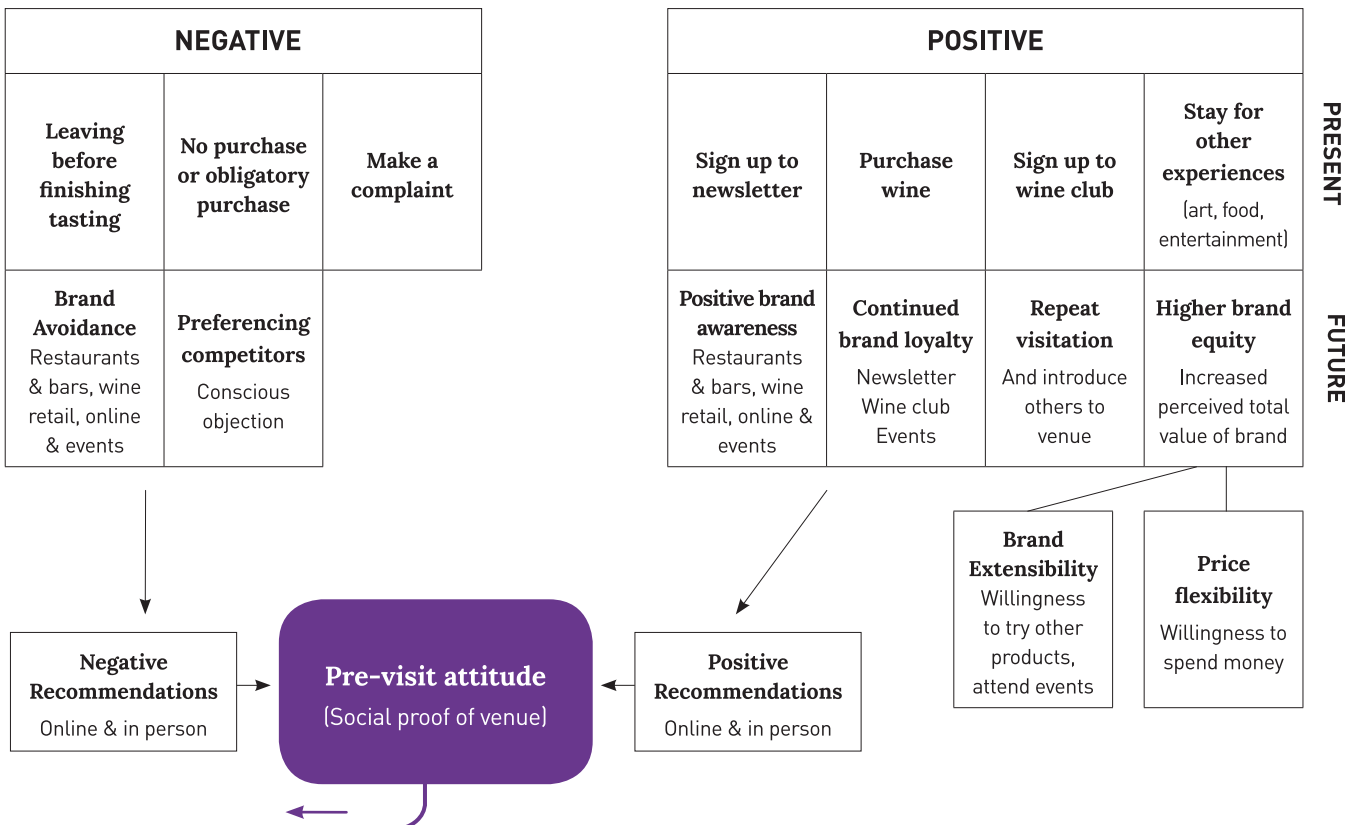 NEGATIVE
Leaving
before
finishing
tasting
No purchase
or obligatory
purchase
Make a
complaint
Brand
Avoidance
Restaurants
& bars, wine
retail, online
& events
Preferencing
competitors
Conscious
objection
POSITIVE
Sign up to
newsletter
Purchase
wine
Sign up to
wine club
Stay for
other
experiences
(art, food,
entertainment)
PRESENT
Positive brand
awareness
Restaurants
& bars, wine
retail, online &
events
Continued
brand loyalty
Newsletter
Wine club
Events
Repeat
visitation
And introduce
others to
venue
Higher brand
equity
Increased
perceived total
value of brand
FUTURE
Brand
Extensibility
Willingness
to try other
products,
attend events
Price
flexibility
Willingness to
spend money
Negative
Recommendations
Online & in person
Pre-visit attitude
(Social proof of venue)
Positive
Recommendations
Online & in person